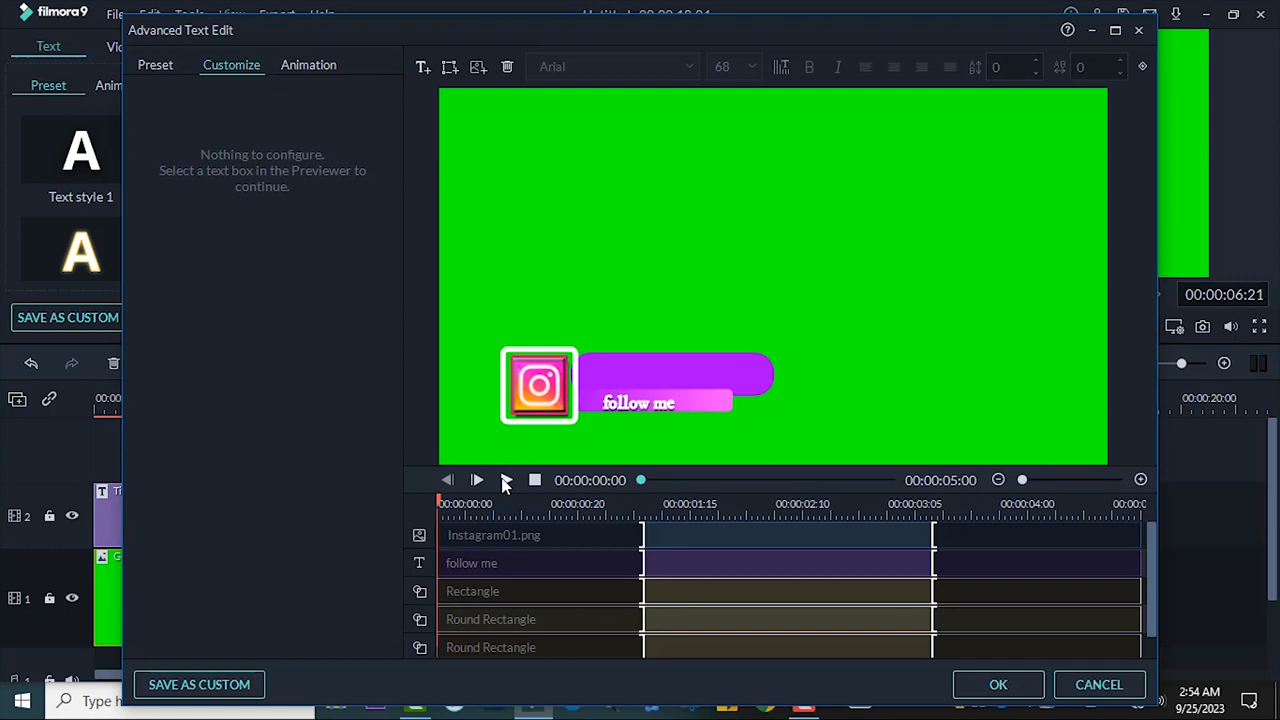 filmora9
Advanced Text Edit
Text
Preset
Customize
Animation
Arial
68
0
0
Preset
A
Text style 1
Nothing to configure.
Select a text box in the Previewer to
continue.
A
SAVE AS CUSTOM
follow me
00:00:06:21
00:00:00:00
00:00:05:00
00:00:20:00
00:00:00:00
00:00:00:20
00:00:01:15
00:00:02:10
00:00:03:05
00:00:04:00
Instagram01.png
follow me
Rectangle
Round Rectangle
Round Rectangle
2
1
SAVE AS CUSTOM
OK
CANCEL
Type
2:54 AM
9/25/2023